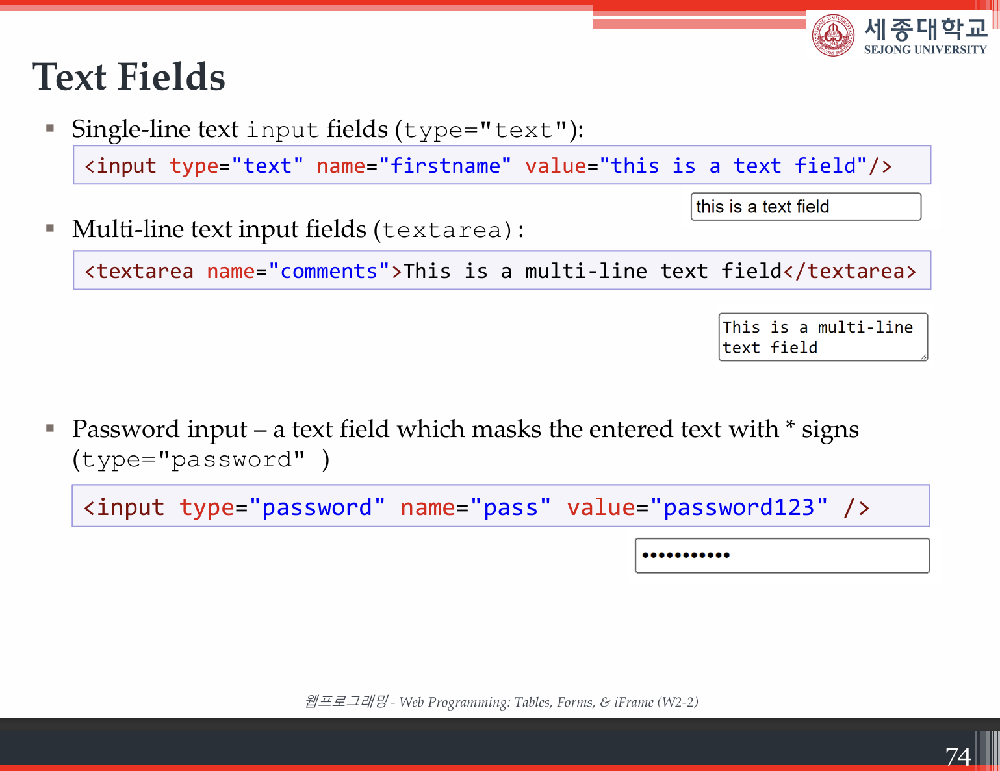 세종대학교
SEJONG UNIVERSITY
Text Fields
▪ Single-line text input fields (type="text"):
<input type="text" name="firstname" value="this is a text field"/>
this is a text field
▪ Multi-line text input fields (textarea):
<textarea name="comments">This is a multi-line text field</textarea>
This is a multi-line
text field
▪ Password input – a text field which masks the entered text with * signs
(type="password" )
<input type="password" name="pass" value="password123" />
•••••••••••
웹프로그래밍 - Web Programming: Tables, Forms, & iFrame (W2-2)
74